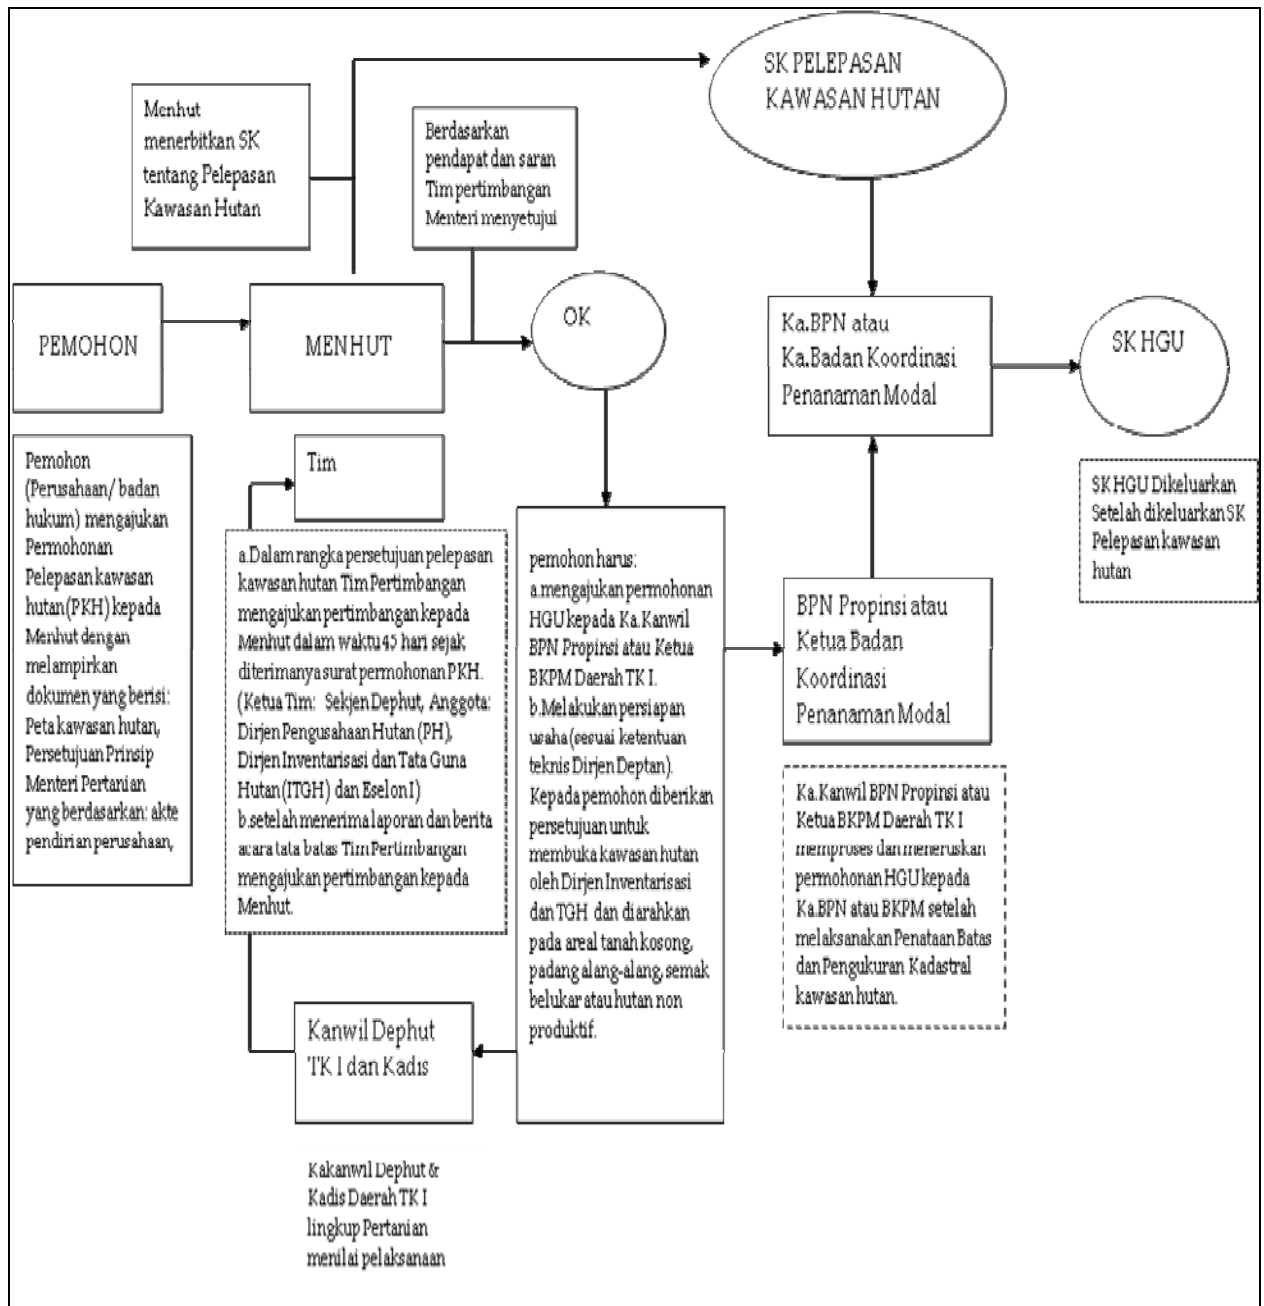 SK PELEPASAN
KAWASAN HUTAN
Menhut
menerbitkan SK
tentang Pelepasan
Kawasan Hutan
Berdasarkan
pendapat dan saran
Tim pertimbangan
Menteri menyetujui
PEMOHON
MENHUT
OK
Ka.BPN atau
Ka.Badan Koordinasi
Penanaman Modal
SK HGU
Pemohon
(Perusahaan/ badan
hukum) mengajukan
Permohonan
Pelepasan kawasan
hutan (PKH) kepada
Menhut dengan
melampirkan
dokumen yang berisi:
Peta kawasan hutan,
Persetujuan Prinsip
Menteri Pertanian
yang berdasarkan: akte
pendirian perusahaan,
Tim
a.Dalam rangka persetujuan pelepasan
kawasan hutan Tim Pertimbangan
mengajukan pertimbangan kepada
Menhut dalam waktu 45 hari sejak
diterimanya surat permohonan PKH.
(Ketua Tim: Sekjen Dephut, Anggota:
Dirjen Pengusahaan Hutan (PH),
Dirjen Inventarisasi dan Tata Guna
Hutan (ITGH) dan Eselon I)
b.setelah menerima laporan dan berita
acara tata batas Tim Pertimbangan
mengajukan pertimbangan kepada
Menhut.
pemohon harus:
a.mengajukan permohonan
HGU kepada Ka.Kanwil
BPN Propinsi atau Ketua
BKPM Daerah TK I.
b.Melakukan persiapan
usaha (sesuai ketentuan
teknis Dirjen Deptan).
Kepada pemohon diberikan
persetujuan untuk
membuka kawasan hutan
oleh Dirjen Inventarisasi
dan TGH dan diarahkan
pada areal tanah kosong,
padang alang-alang, semak
belukar atau hutan non
produktif.
SK HGU Dikeluarkan
Setelah dikeluarkan SK
Pelepasan kawasan
hutan
BPN Propinsi atau
Ketua Badan
Koordinasi
Penanaman Modal
Ka.Kanwil BPN Propinsi atau
Ketua BKPM Daerah TK I
memproses dan meneruskan
permohonan HGU kepada
Ka.BPN atau BKPM setelah
melaksanakan Penataan Batas
dan Pengukuran Kadastral
kawasan hutan.
Kanwil Dephut
TK I dan Kadis
Kakanwil Dephut &
Kadis Daerah TK I
lingkup Pertanian
menilai pelaksanaan